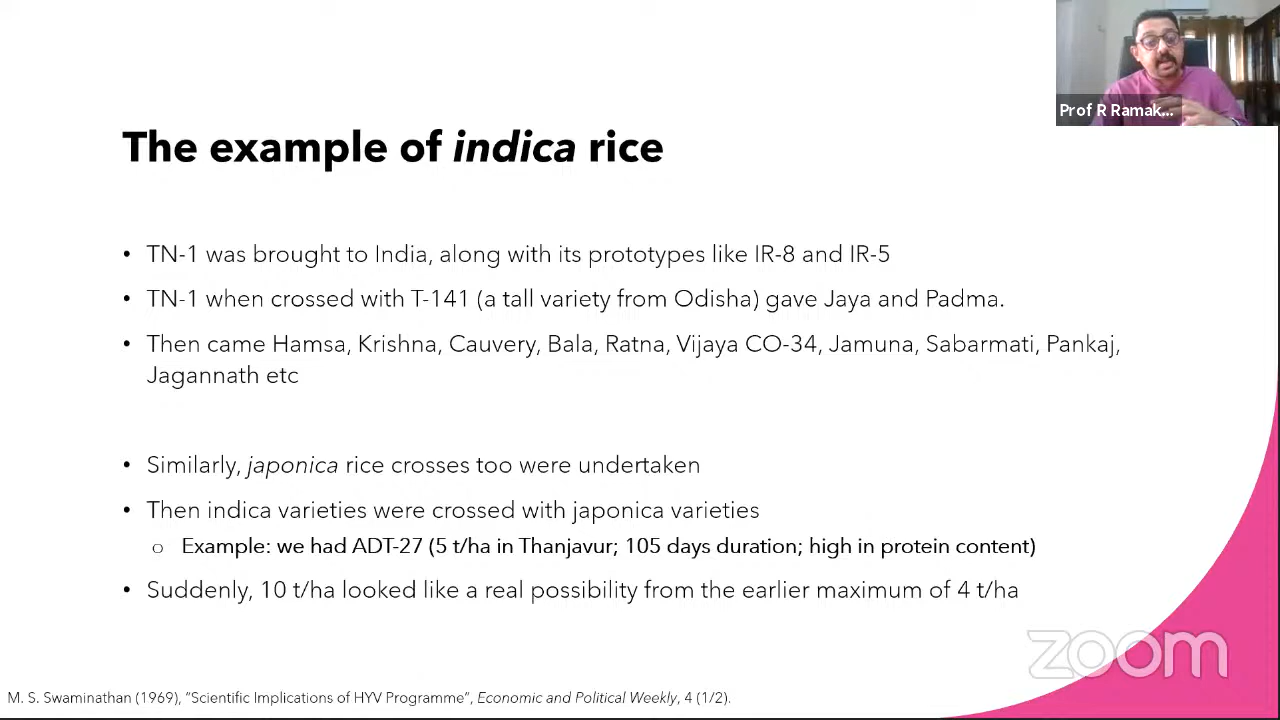 Prof R Ramak...
The example of indica rice
• TN-1 was brought to India, along with its prototypes like IR-8 and IR-5
• TN-1 when crossed with T-141 (a tall variety from Odisha) gave Jaya and Padma.
• Then came Hamsa, Krishna, Cauvery, Bala, Ratna, Vijaya CO-34, Jamuna, Sabarmati, Pankaj,
Jagannath etc
• Similarly, japonica rice crosses too were undertaken
• Then indica varieties were crossed with japonica varieties
o Example: we had ADT-27 (5 t/ha in Thanjavur; 105 days duration; high in protein content)
• Suddenly, 10 t/ha looked like a real possibility from the earlier maximum of 4 t/ha
zoom
M. S. Swaminathan (1969), “Scientific Implications of HYV Programme”, Economic and Political Weekly, 4 (1/2).